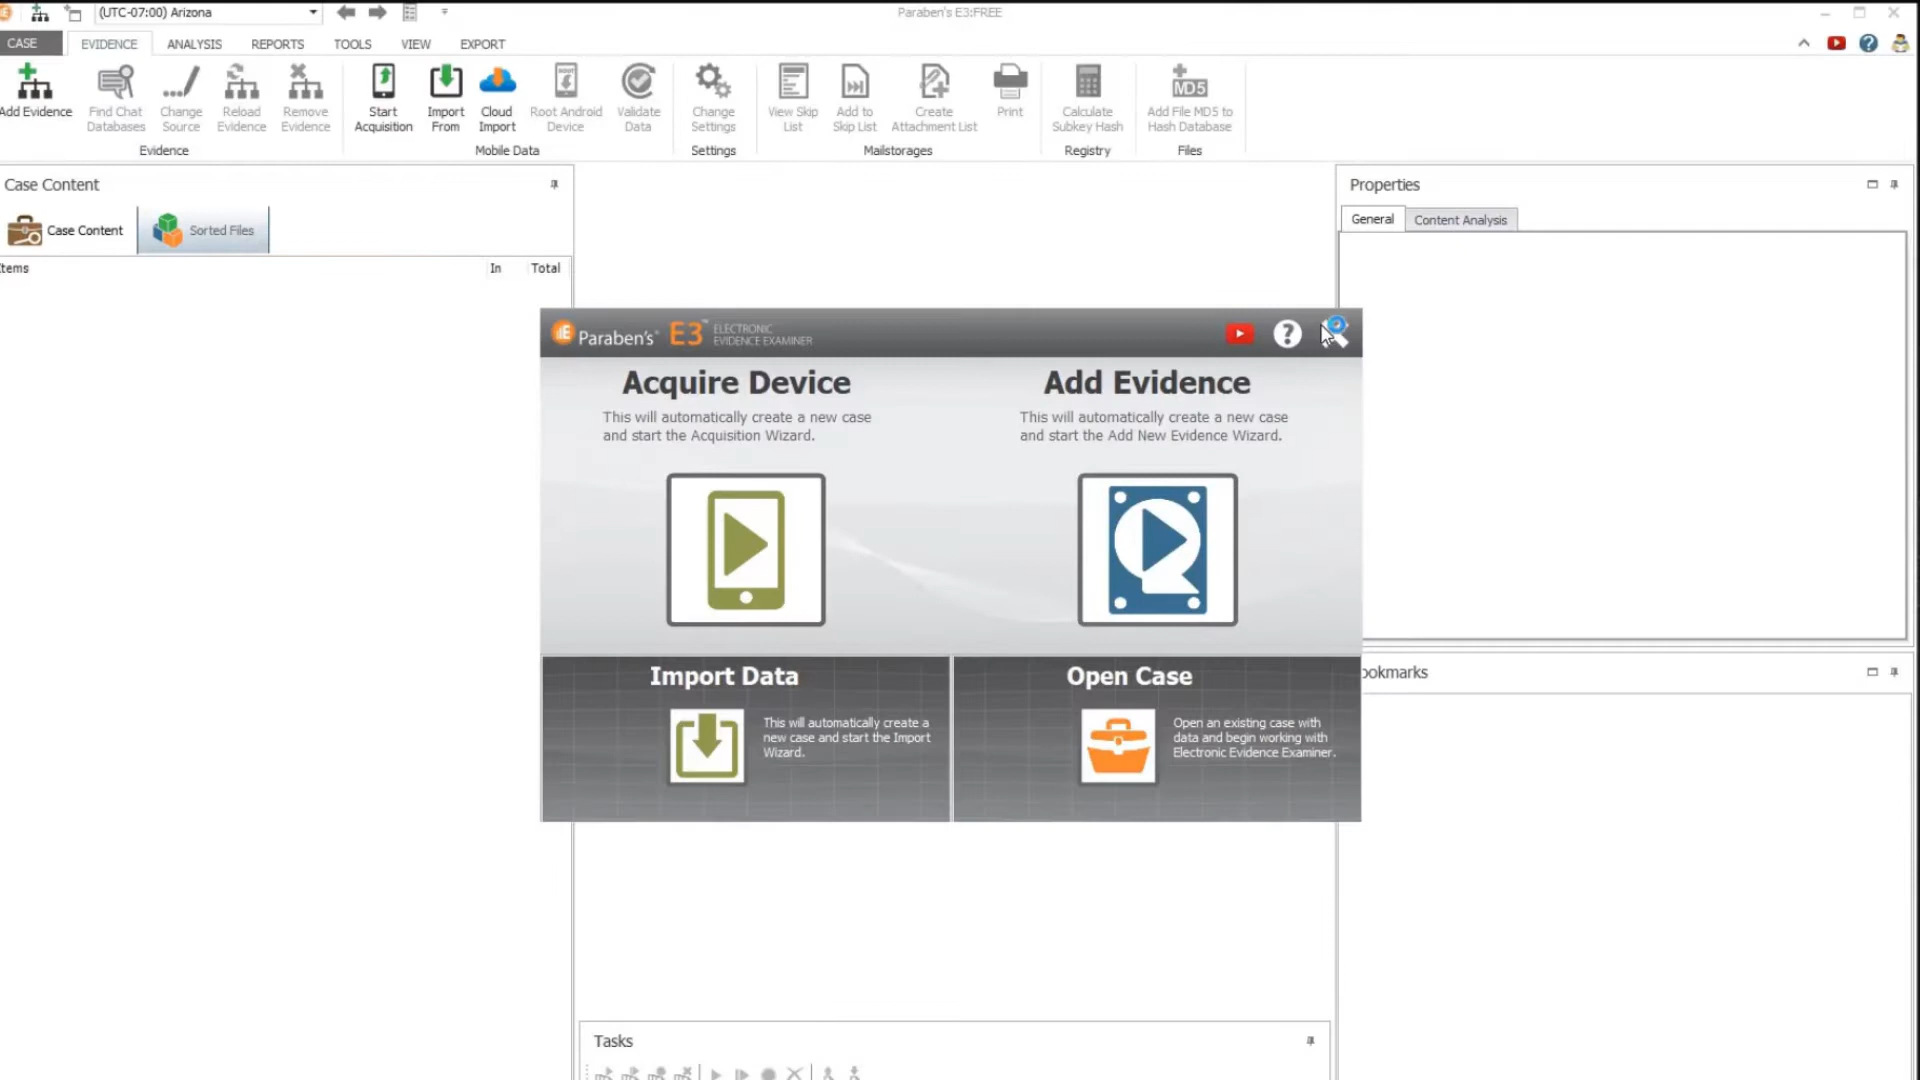 (UTC-07:00) Arizona
Paraben's E3:FREE
CASE
EVIDENCE
ANALYSIS
REPORTS
TOOLS
VIEW
EXPORT
Add Evidence
Find Chat
Databases
Change
Source
Reload
Evidence
Remove
Evidence
Start
Acquisition
Import
From
Cloud
Import
ROOT
Root Android
Device
Validate
Data
Change
Settings
View Skip
List
Add to
Skip List
Create
Attachment List
Print
Calculate
Subkey Hash
MD5
Add File MD5 to
Hash Database
Evidence
Mobile Data
Settings
Mailstorages
Registry
Files
Case Content
Case Content
Sorted Files
Items
In
Total
Properties
General
Content Analysis
Paraben's E3
ELECTRONIC
EVIDENCE EXAMINER
Acquire Device
This will automatically create a new case
and start the Acquisition Wizard.
Add Evidence
This will automatically create a new case
and start the Add New Evidence Wizard.
Import Data
This will automatically create a
new case and start the Import
Wizard.
Open Case
Open an existing case with
data and begin working with
Electronic Evidence Examiner.
ookmarks
Tasks